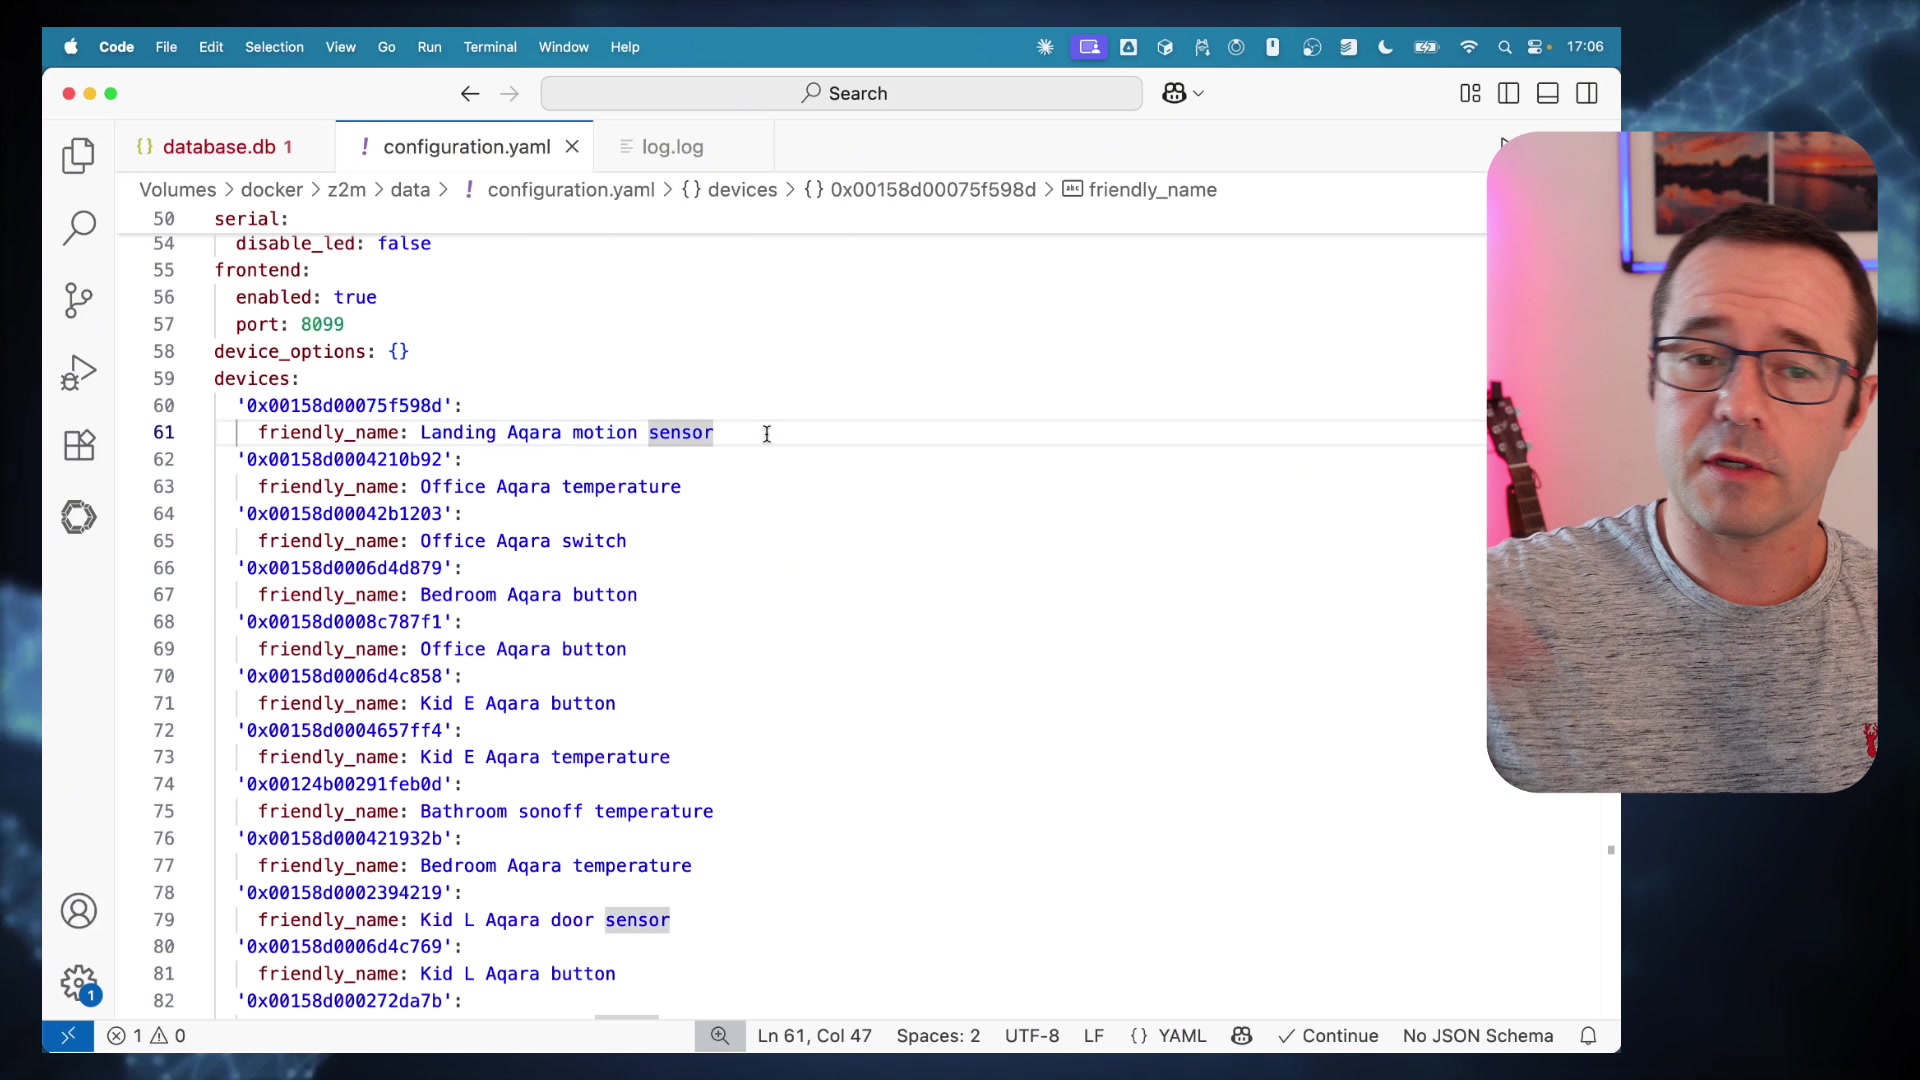 Code File Edit Selection View Go Run Terminal Window Help 17:06
Search
database.db 1 configuration.yaml log.log
Volumes > docker > z2m > data > ! configuration.yaml > {} devices > {} 0x00158d00075f598d > abc friendly_name
50 serial:
54 disable_led: false
55 frontend:
56 enabled: true
57 port: 8099
58 device_options: {}
59 devices:
60 '0x00158d00075f598d':
61 friendly_name: Landing Aqara motion sensor
62 '0x00158d0004210b92':
63 friendly_name: Office Aqara temperature
64 '0x00158d00042b1203':
65 friendly_name: Office Aqara switch
66 '0x00158d0006d4d879':
67 friendly_name: Bedroom Aqara button
68 '0x00158d0008c787f1':
69 friendly_name: Office Aqara button
70 '0x00158d0006d4c858':
71 friendly_name: Kid E Aqara button
72 '0x00158d0004657ff4':
73 friendly_name: Kid E Aqara temperature
74 '0x00124b00291feb0d':
75 friendly_name: Bathroom sonoff temperature
76 '0x00158d000421932b':
77 friendly_name: Bedroom Aqara temperature
78 '0x00158d0002394219':
79 friendly_name: Kid L Aqara door sensor
80 '0x00158d0006d4c769':
81 friendly_name: Kid L Aqara button
82 '0x00158d000272da7b':
1
1 0 Ln 61, Col 47 Spaces: 2 UTF-8 LF {} YAML Continue No JSON Schema